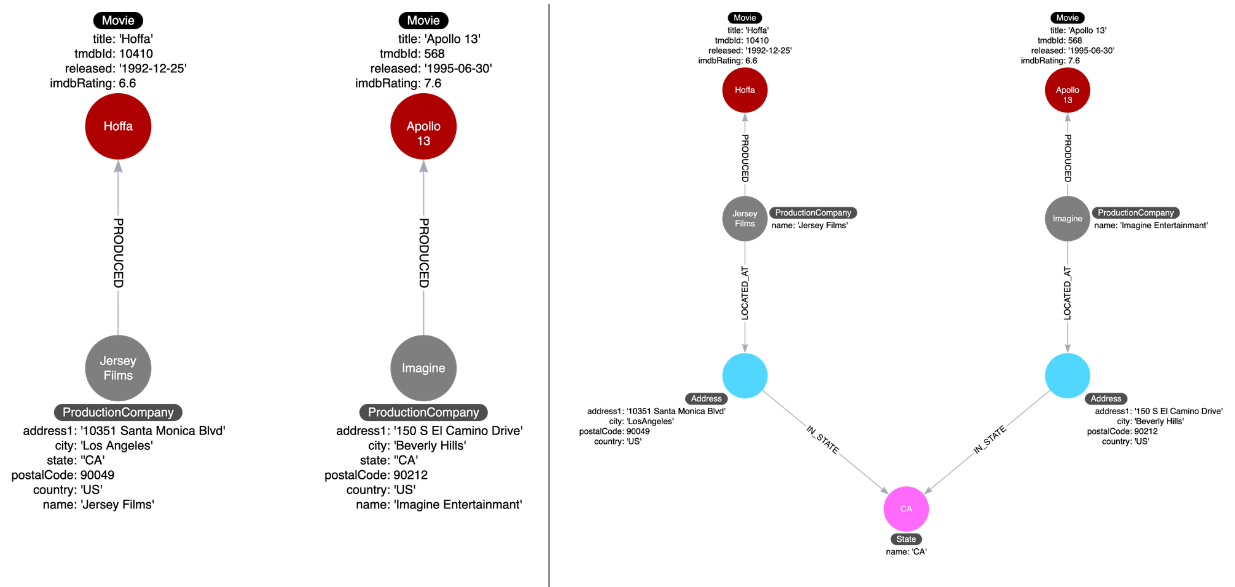 Movie
title: 'Hoffa'
tmdbId: 10410
released: '1992-12-25'
imdbRating: 6.6
Hoffa
PRODUCED
Jersey
Films
ProductionCompany
address1: '10351 Santa Monica Blvd'
city: 'Los Angeles'
state: "CA'
postalCode: 90049
country: 'US'
name: 'Jersey Films'
Movie
title: 'Apollo 13'
tmdbId: 568
released: '1995-06-30'
imdbRating: 7.6
Apollo
13
PRODUCED
Imagine
ProductionCompany
address1: '150 S El Camino Drive'
city: 'Beverly Hills'
state: "CA'
postalCode: 90212
country: 'US'
name: 'Imagine Entertainmant'
Movie
title: 'Hoffa'
tmdbId: 10410
released: '1992-12-25'
imdbRating: 6.6
Hoffa
PRODUCED
Jersey
Films
ProductionCompany
name: 'Jersey Films'
LOCATED_AT
Address
address1: '10351 Santa Monica Blvd'
city: 'LosAngeles'
postalCode: 90049
country: 'US'
IN_STATE
Movie
title: 'Apollo 13'
tmdbId: 568
released: '1995-06-30'
imdbRating: 7.6
Apollo
13
PRODUCED
Imagine
ProductionCompany
name: 'Imagine Entertainmant'
LOCATED_AT
Address
address1: '150 S El Camino Drive'
city: 'Beverly Hills'
postalCode: 90212
country: 'US'
IN_STATE
CA
State
name: 'CA'